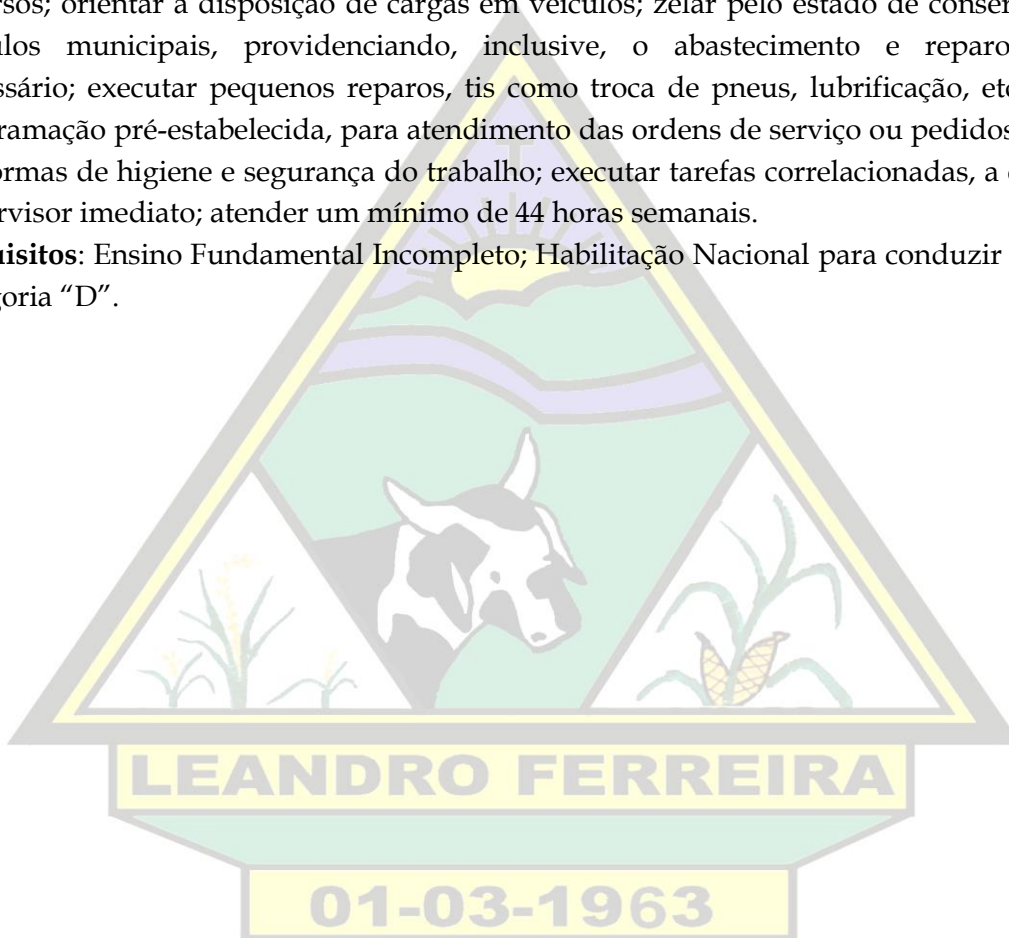 rsos; orientar a disposição de cargas em veículos; zelar pelo estado de conser
los municipais, providenciando, inclusive, o abastecimento e reparo
ssário; executar pequenos reparos, tis como troca de pneus, lubrificação, etc
ramação pré-estabelecida, para atendimento das ordens de serviço ou pedidos
ormas de higiene e segurança do trabalho; executar tarefas correlacionadas, a
rvisor imediato; atender um mínimo de 44 horas semanais.
uisitos: Ensino Fundamental Incompleto; Habilitação Nacional para conduzir
goria “D”.
LEANDRO FERREIRA
01-03-1963